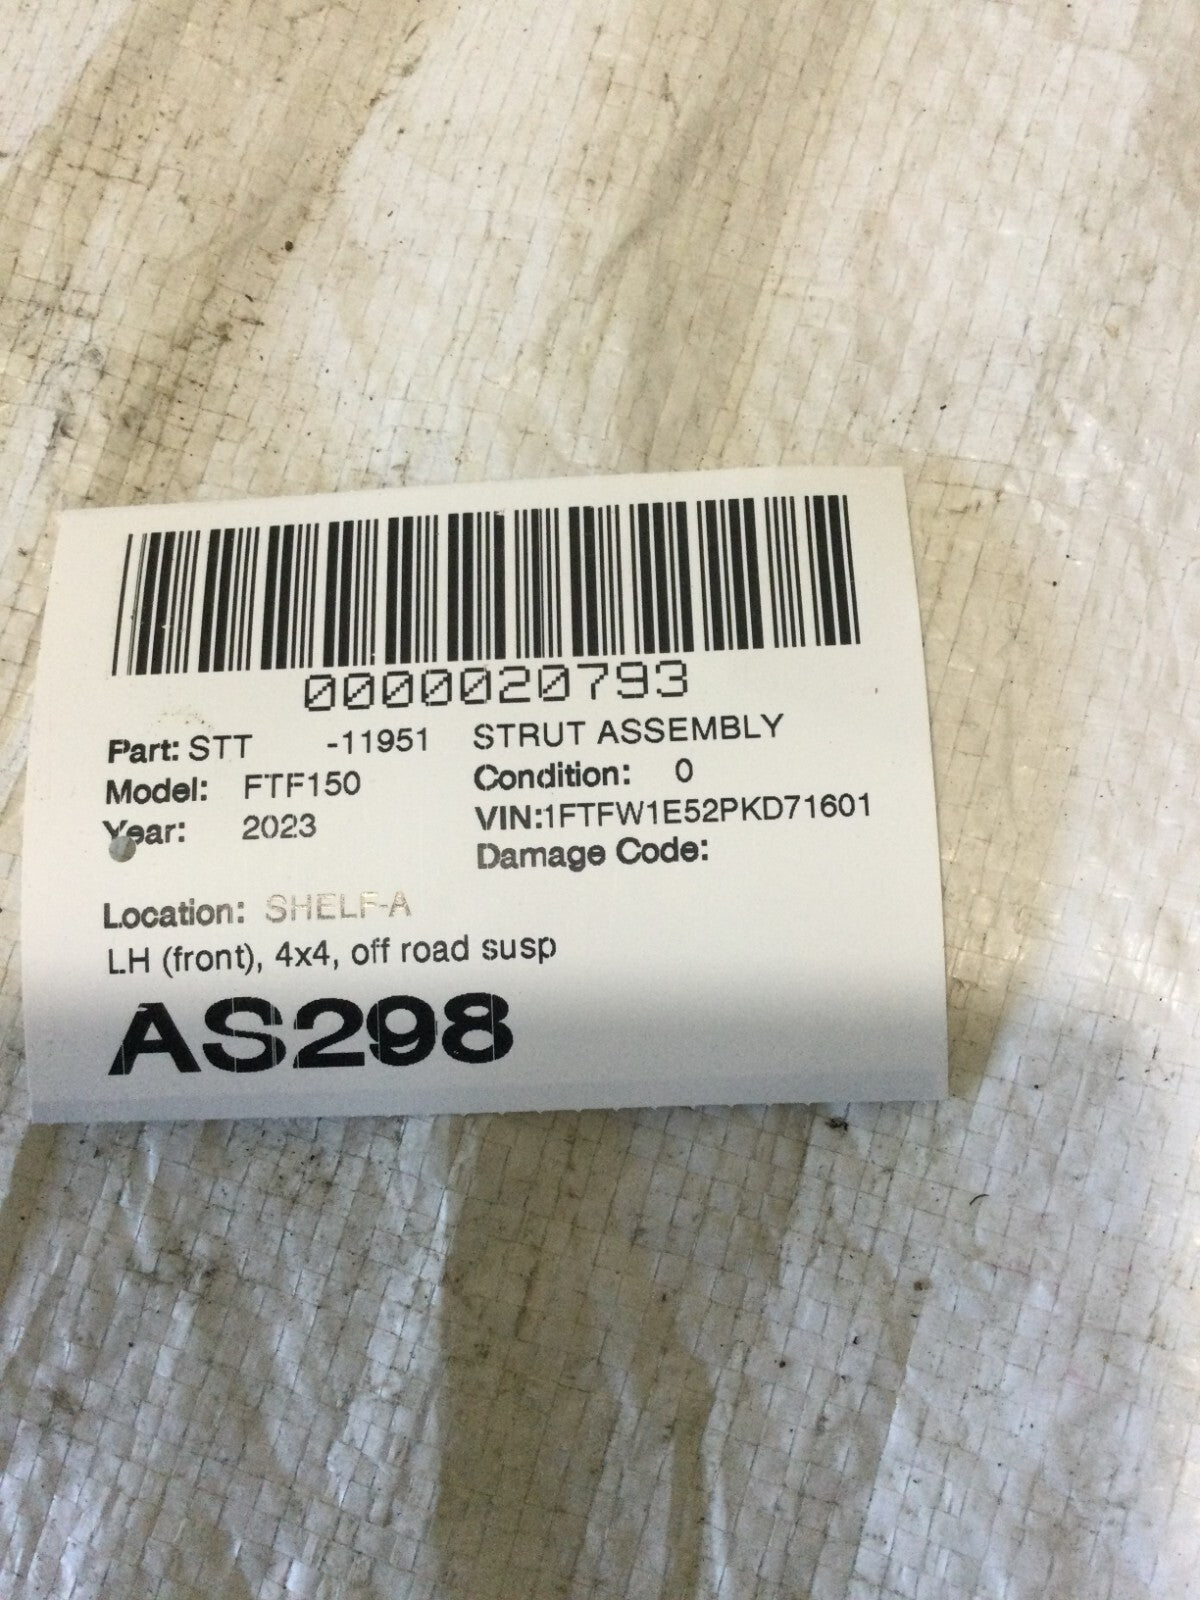 0000020793
Part: STT -11951 STRUT ASSEMBLY
Model: FTF150 Condition: 0
Year: 2023 VIN:1FTFW1E52PKD71601
Damage Code:
Location: SHELF-A
LH (front), 4x4, off road susp
AS298